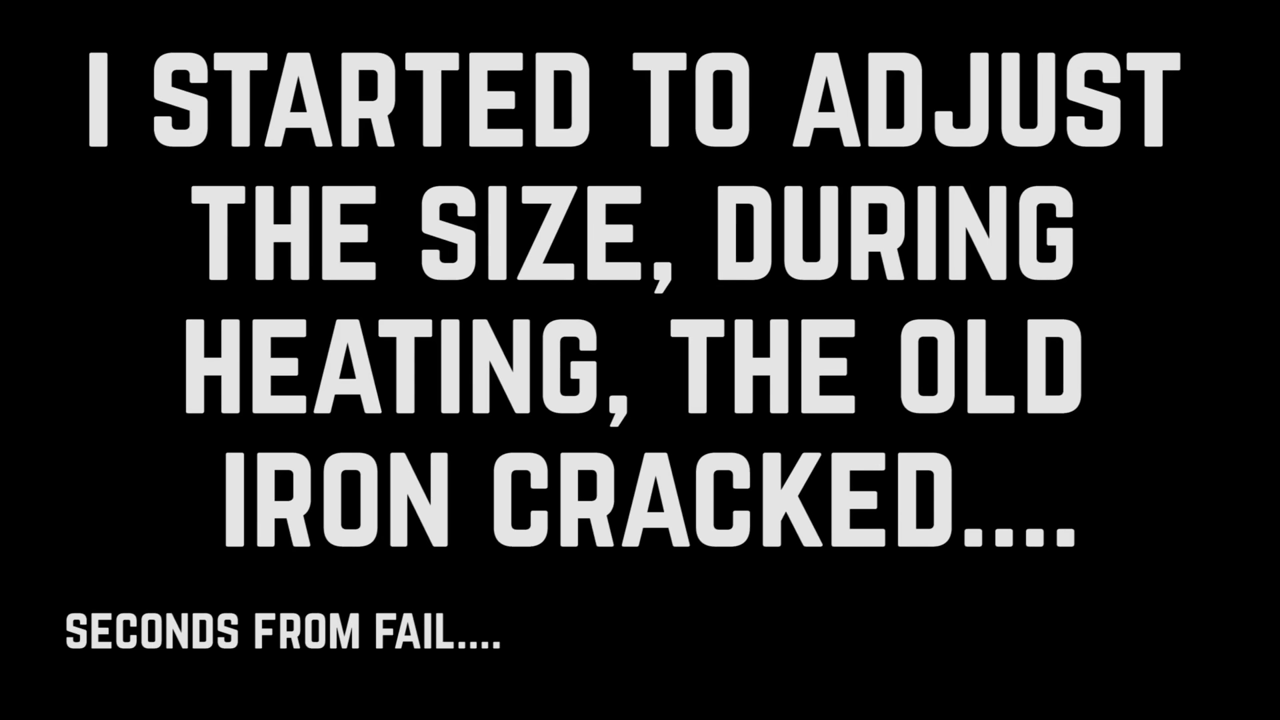 I STARTED TO ADJUST
THE SIZE, DURING
HEATING, THE OLD
IRON CRACKED....
SECONDS FROM FAIL....